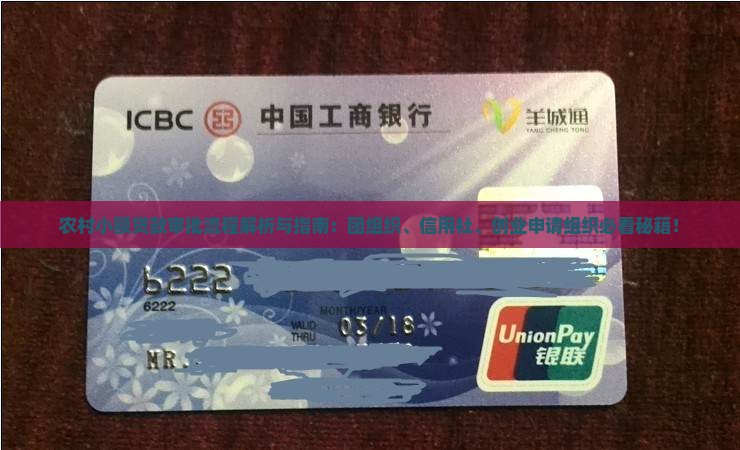 ICBC 中国工商银行 羊城通
YANG CHENG TONG
农村小额贷款审批流程解析与指南：团组织、信用社、创业申请组织必看秘籍！
6222
6222
MONTH/YEAR
VALID THRU 03/18
UnionPay
银联
MR.